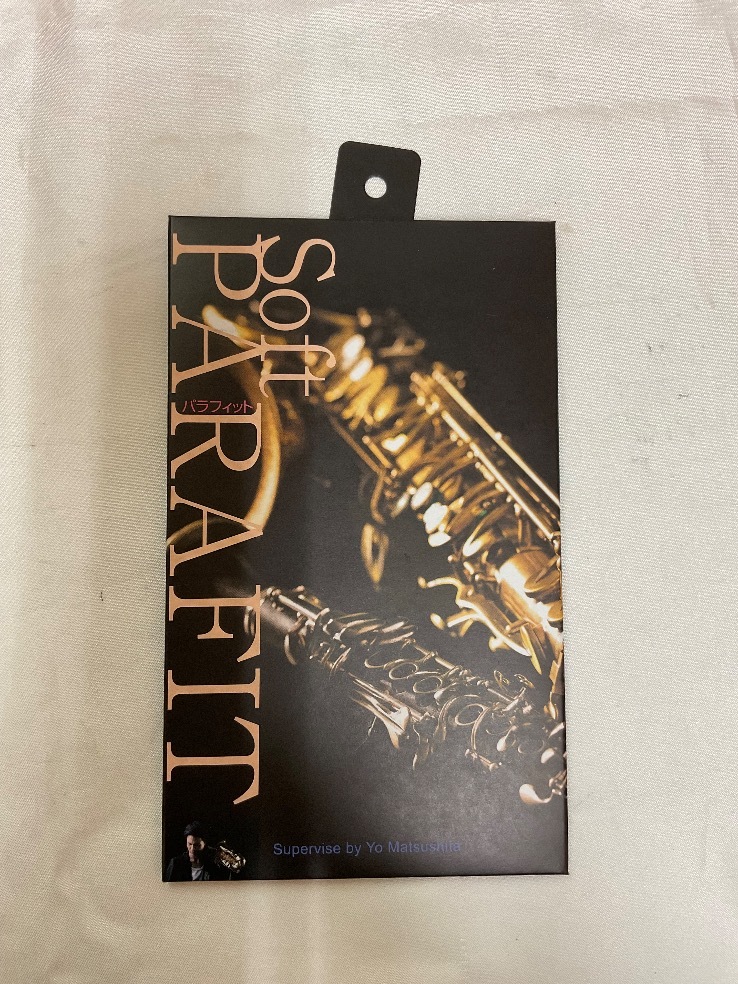 Soft
PARAFIT
パラフィット
Supervise by Yo Matsushita